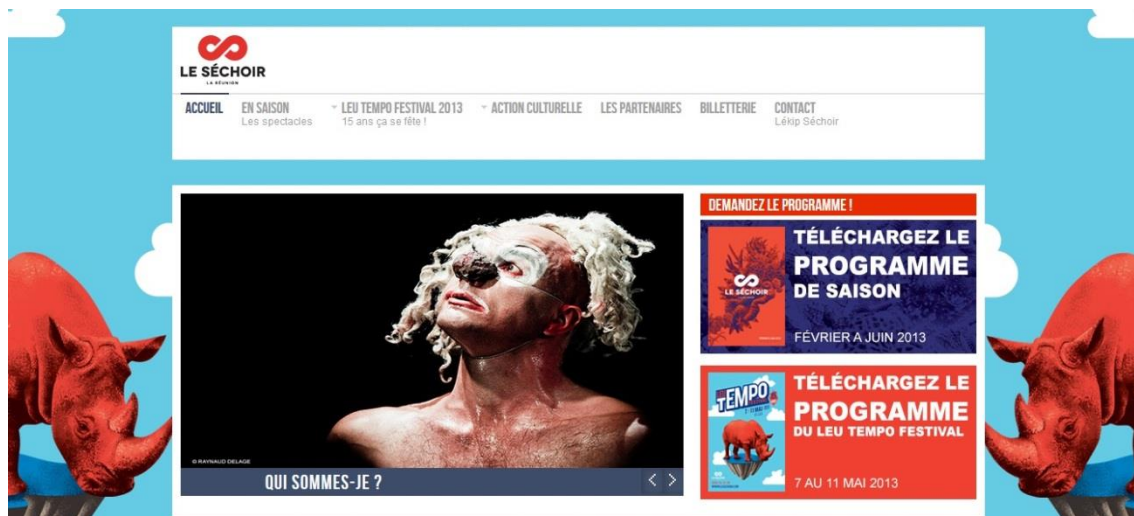 LE SÉCHOIR
LA RÉUNION
ACCUEIL
EN SAISON
Les spectacles
LEU TEMPO FESTIVAL 2013
15 ans ça se fête !
ACTION CULTURELLE
LES PARTENAIRES
BILLETTERIE
CONTACT
Lékip Séchoir
© RAYNAUD DELAGE
QUI SOMMES-JE ?
DEMANDEZ LE PROGRAMME !
LE SÉCHOIR
TÉLÉCHARGEZ LE
PROGRAMME
DE SAISON
FÉVRIER A JUIN 2013
TEMPO
TÉLÉCHARGEZ LE
PROGRAMME
DU LEU TEMPO FESTIVAL
7 AU 11 MAI 2013